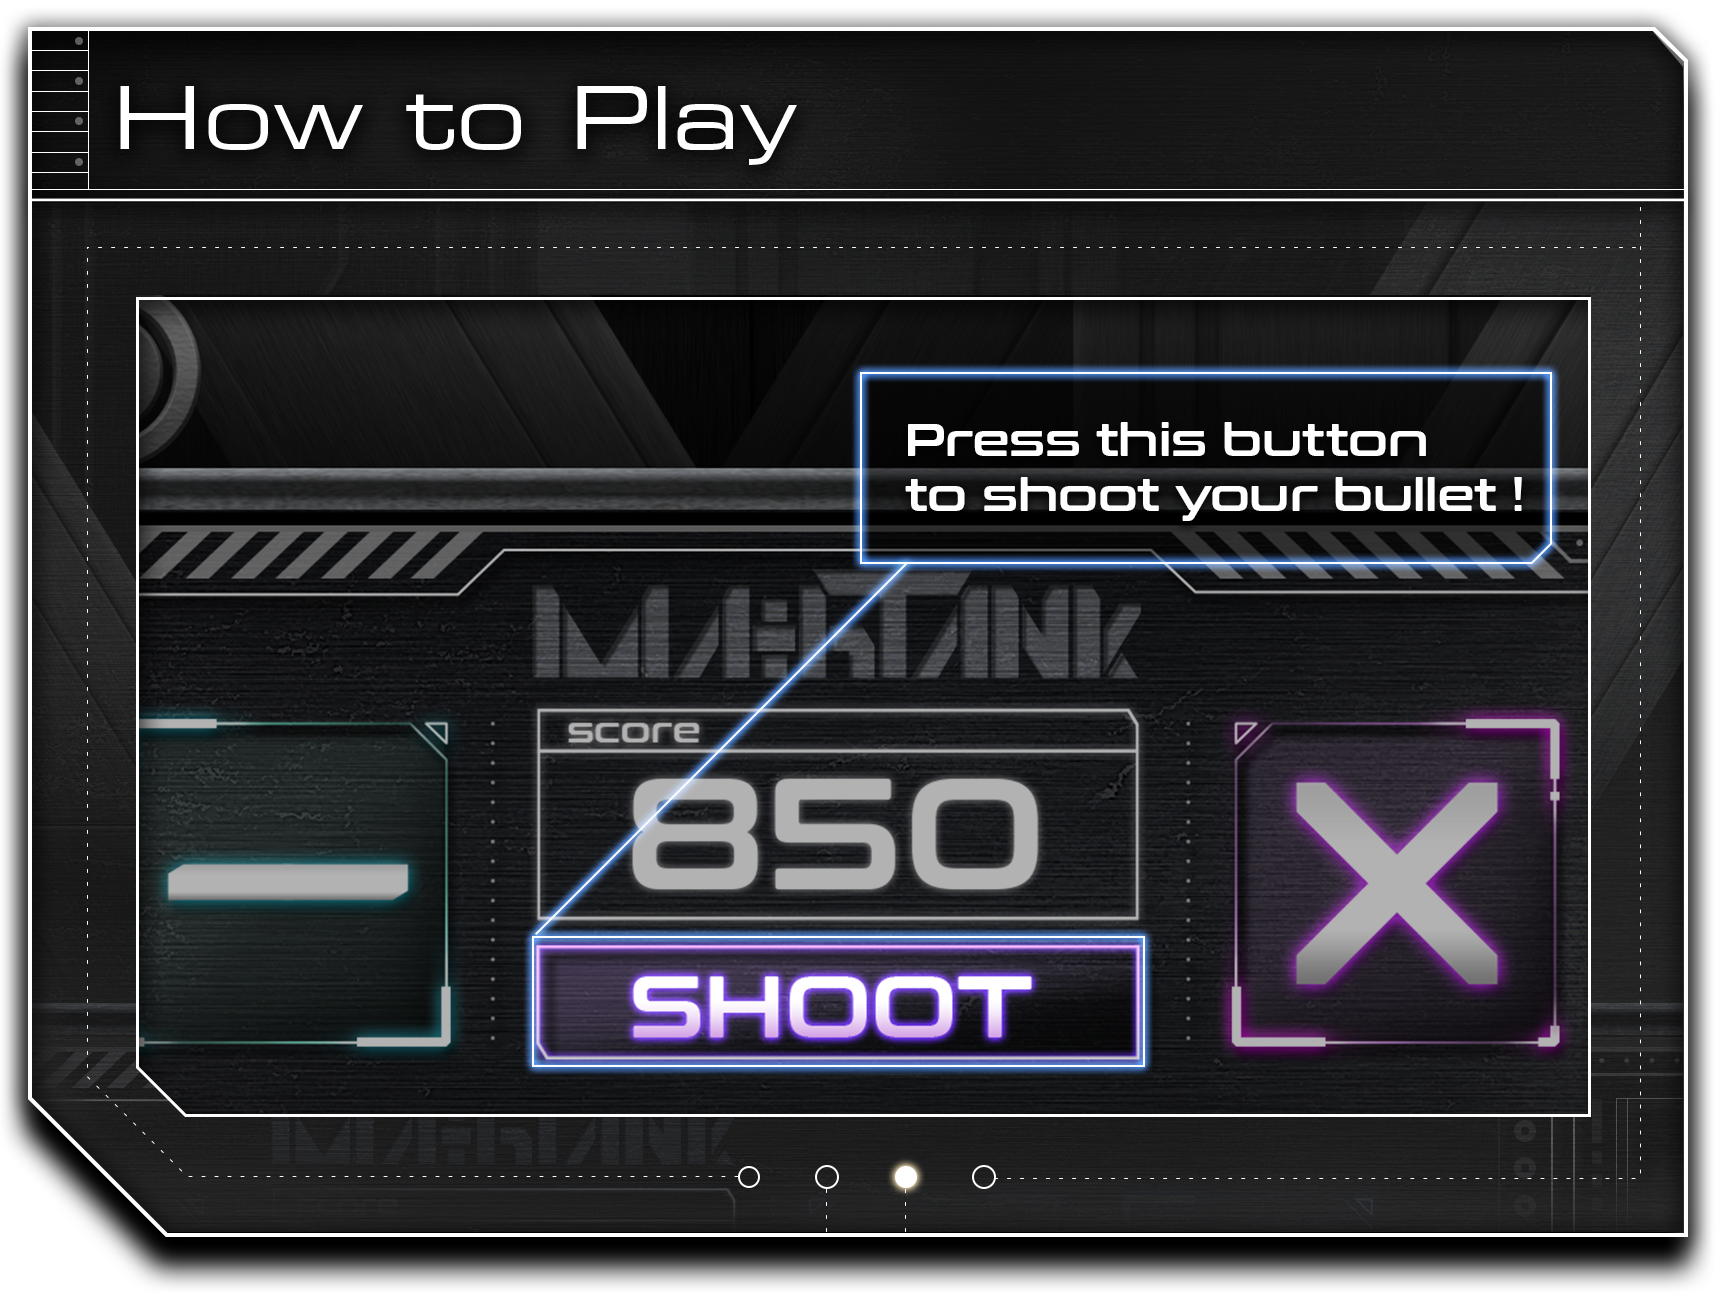 How to Play
Press this button
to shoot your bullet !
score
850
SHOOT